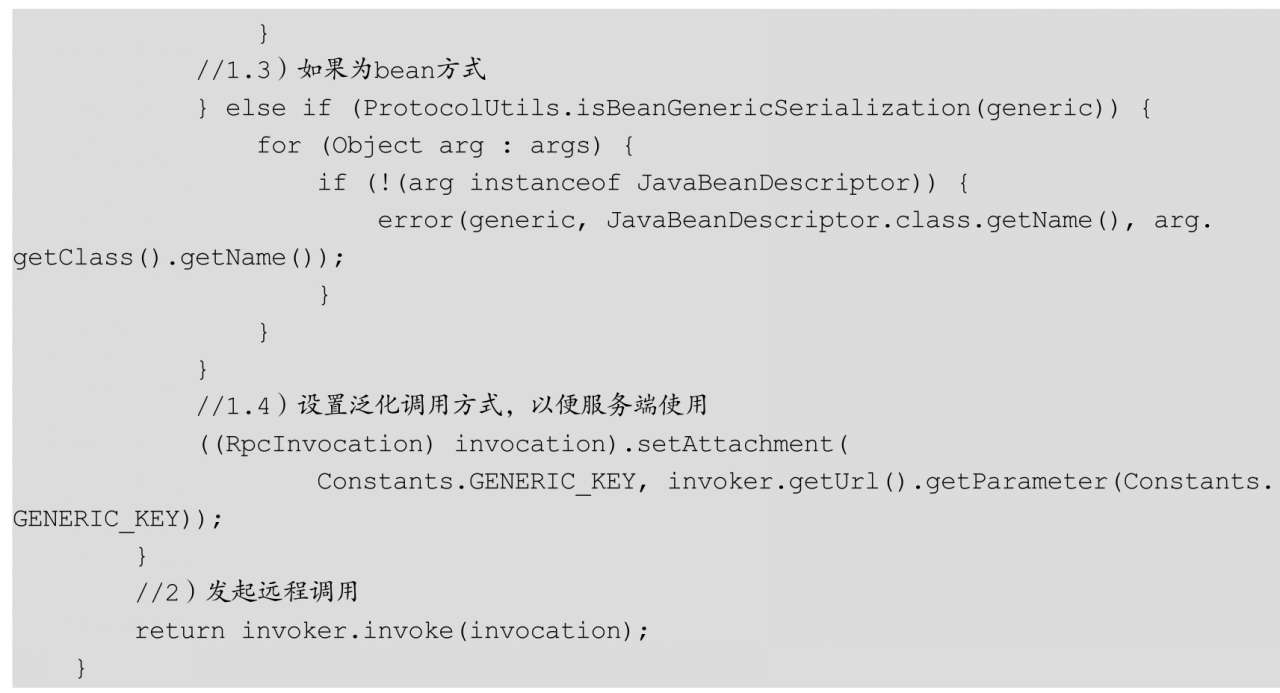 }
//1.3）如果为bean方式
} else if (ProtocolUtils.isBeanGenericSerialization(generic)) {
for (Object arg : args) {
if (!(arg instanceof JavaBeanDescriptor)) {
error(generic, JavaBeanDescriptor.class.getName(), arg.
getClass().getName());
}
}
}
//1.4）设置泛化调用方式，以便服务端使用
((RpcInvocation) invocation).setAttachment(
Constants.GENERIC_KEY, invoker.getUrl().getParameter(Constants.
GENERIC_KEY));
}
//2）发起远程调用
return invoker.invoke(invocation);
}